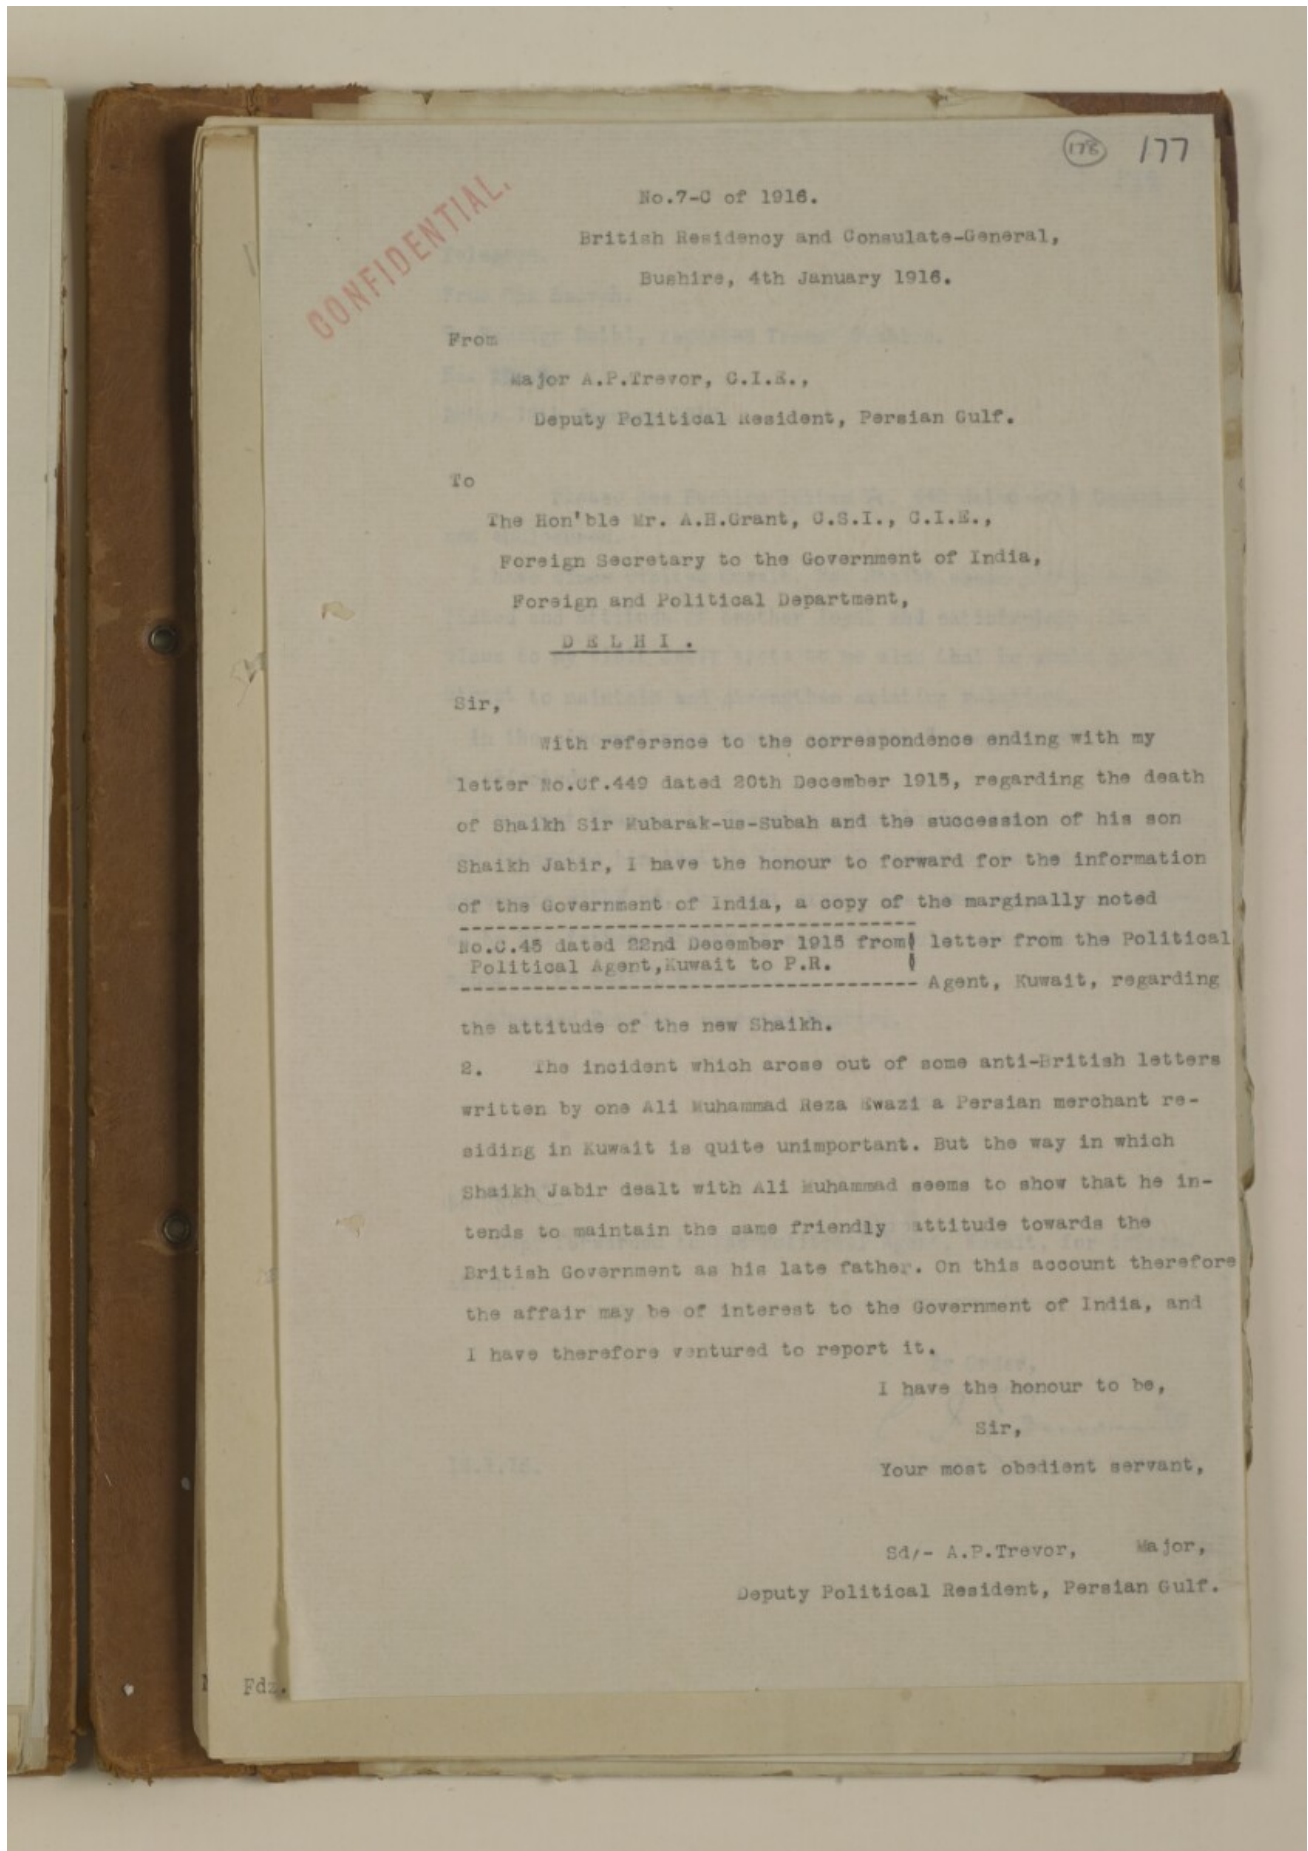 178 177
CONFIDENTIAL.
No.7-C of 1916.
British Residency and Consulate-General,
Bushire, 4th January 1916.
From
Major A.P.Trevor, C.I.E.,
Deputy Political Resident, Persian Gulf.
To
The Hon'ble Mr. A.H.Grant, C.S.I., C.I.E.,
Foreign Secretary to the Government of India,
Foreign and Political Department,
DELHI.
Sir,
With reference to the correspondence ending with my
letter No.Cf.449 dated 20th December 1915, regarding the death
of Shaikh Sir Mubarak-us-Subah and the succession of his son
Shaikh Jabir, I have the honour to forward for the information
of the Government of India, a copy of the marginally noted
No.C.45 dated 22nd December 1915 from letter from the Political
Political Agent,Kuwait to P.R.
Agent, Kuwait, regarding
the attitude of the new Shaikh.
2. The incident which arose out of some anti-British letters
written by one Ali Muhammad Reza Ewazi a Persian merchant re-
siding in Kuwait is quite unimportant. But the way in which
Shaikh Jabir dealt with Ali Muhammad seems to show that he in-
tends to maintain the same friendly attitude towards the
British Government as his late father. On this account therefore
the affair may be of interest to the Government of India, and
I have therefore ventured to report it.
I have the honour to be,
Sir,
Your most obedient servant,
Sd/- A.P.Trevor, Major,
Deputy Political Resident, Persian Gulf.
Fdz.